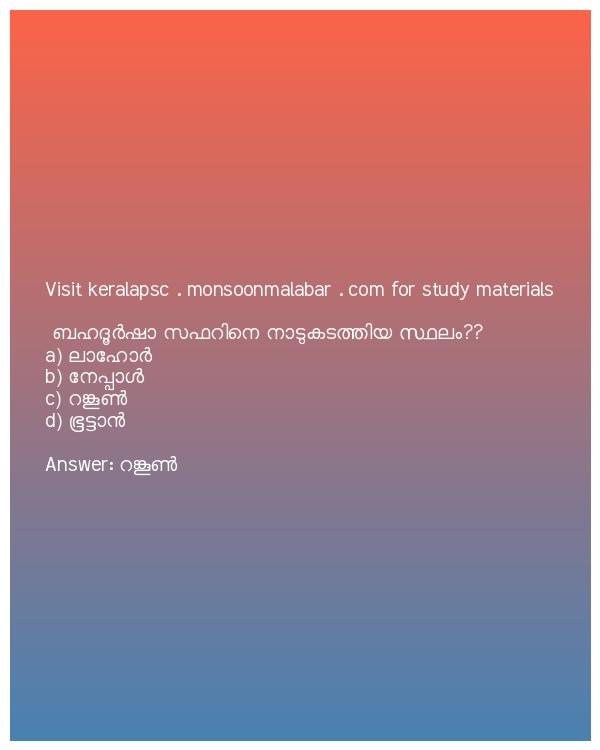 Visit keralapsc . monsoonmalabar . com for study materials
ബഹദൂർഷാ സഫറിനെ നാടുകടത്തിയ സ്ഥലം??
a) ലാഹോർ
b) നേപ്പാൾ
c) റങ്കൂൺ
d) ഭൂട്ടാൻ
Answer: റങ്കൂൺ